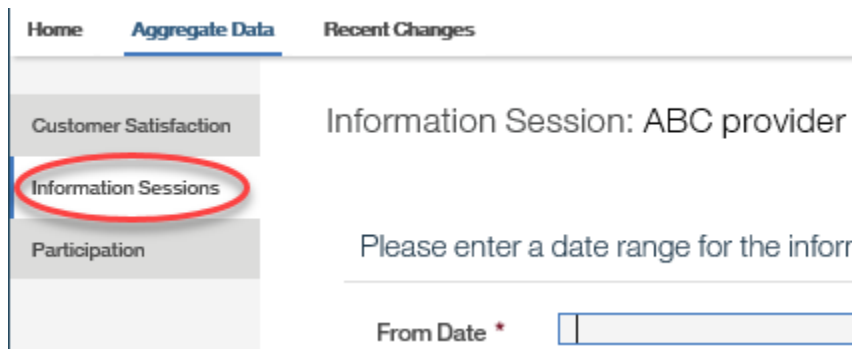 Home Aggregate Data Recent Changes
Customer Satisfaction
Information Sessions
Participation
Information Session: ABC provider
Please enter a date range for the
From Date *